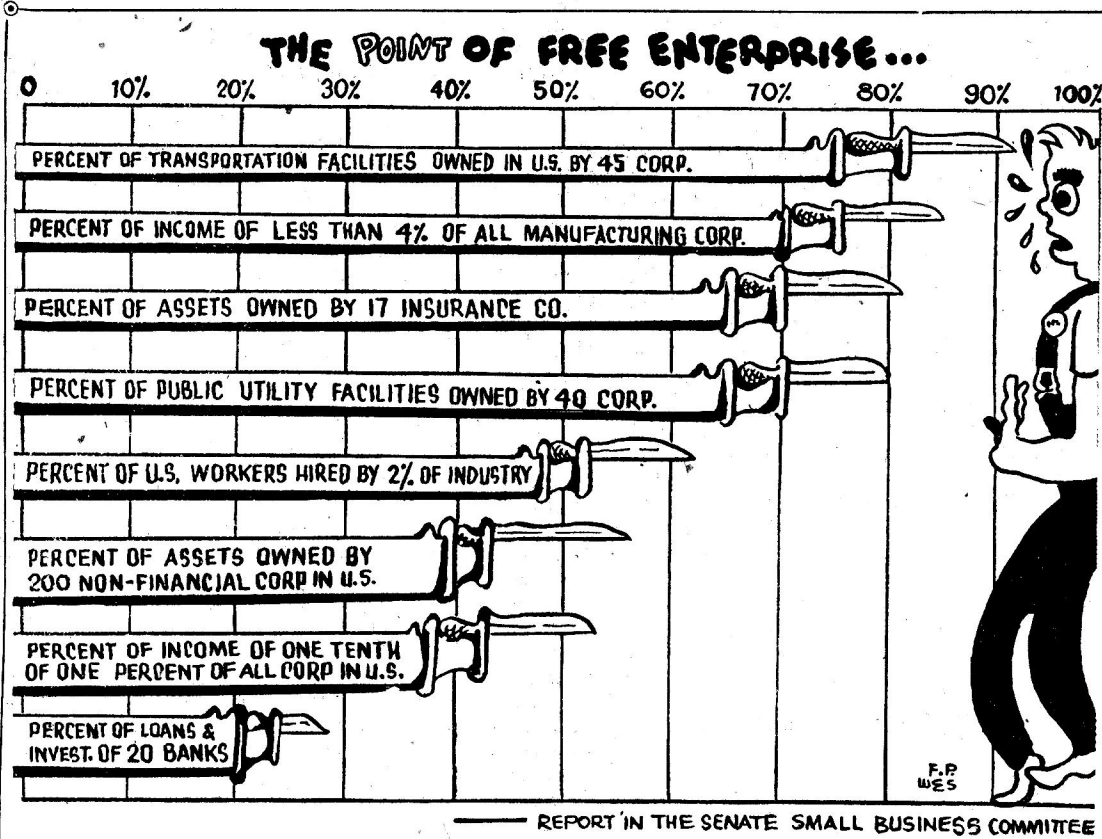 THE POINT OF FREE ENTERPRISE...
0 10% 20% 30% 40% 50% 60% 70% 80% 90% 100%
PERCENT OF TRANSPORTATION FACILITIES OWNED IN U.S. BY 45 CORP.
PERCENT OF INCOME OF LESS THAN 4% OF ALL MANUFACTURING CORP.
PERCENT OF ASSETS OWNED BY 17 INSURANCE CO.
PERCENT OF PUBLIC UTILITY FACILITIES OWNED BY 40 CORP.
PERCENT OF U.S. WORKERS HIRED BY 2% OF INDUSTRY
PERCENT OF ASSETS OWNED BY
200 NON-FINANCIAL CORP IN U.S.
PERCENT OF INCOME OF ONE TENTH
OF ONE PERCENT OF ALL CORP IN U.S.
PERCENT OF LOANS &
INVEST. OF 20 BANKS
F.P.
WES
REPORT IN THE SENATE SMALL BUSINESS COMMITTEE